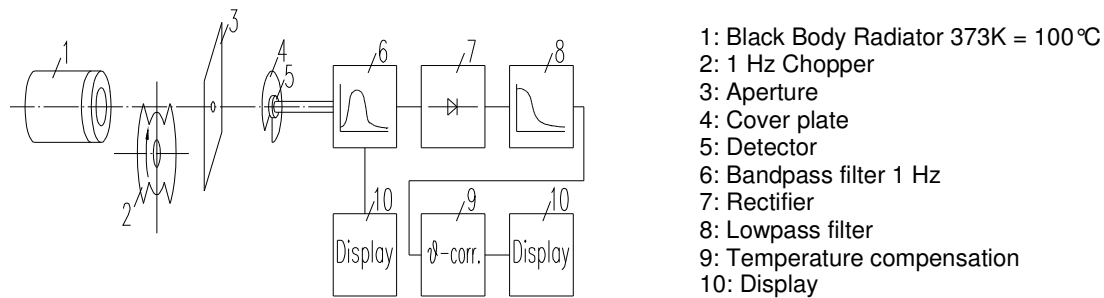 1
2
3
4
5
6
7
8
10
Display
9
ϑ-corr.
10
Display
1: Black Body Radiator 373K = 100°C
2: 1 Hz Chopper
3: Aperture
4: Cover plate
5: Detector
6: Bandpass filter 1 Hz
7: Rectifier
8: Lowpass filter
9: Temperature compensation
10: Display